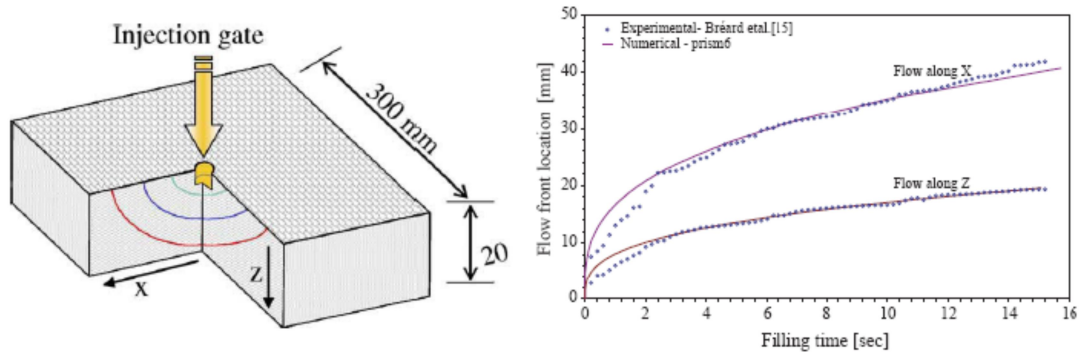 Injection gate
300 mm
20
X
Z
50
40
30
20
10
0
Flow front location [mm]
Experimental- Bréard etal.[15]
Numerical - prism6
Flow along X
Flow along Z
0 2 4 6 8 10 12 14 16
Filling time [sec]